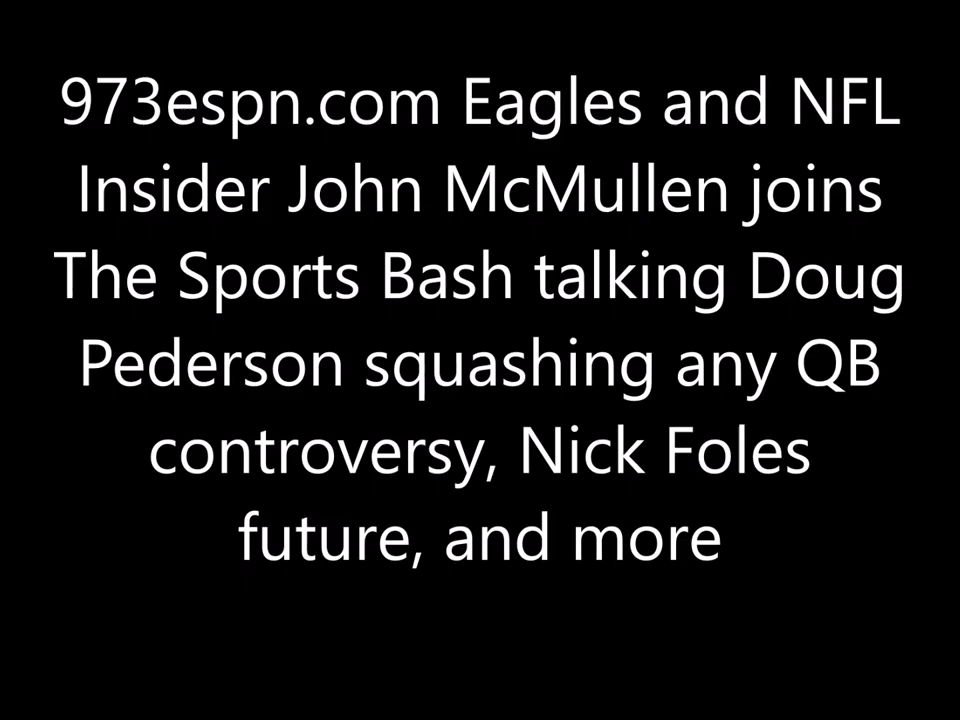 973espn.com Eagles and NFL
Insider John McMullen joins
The Sports Bash talking Doug
Pederson squashing any QB
controversy, Nick Foles
future, and more